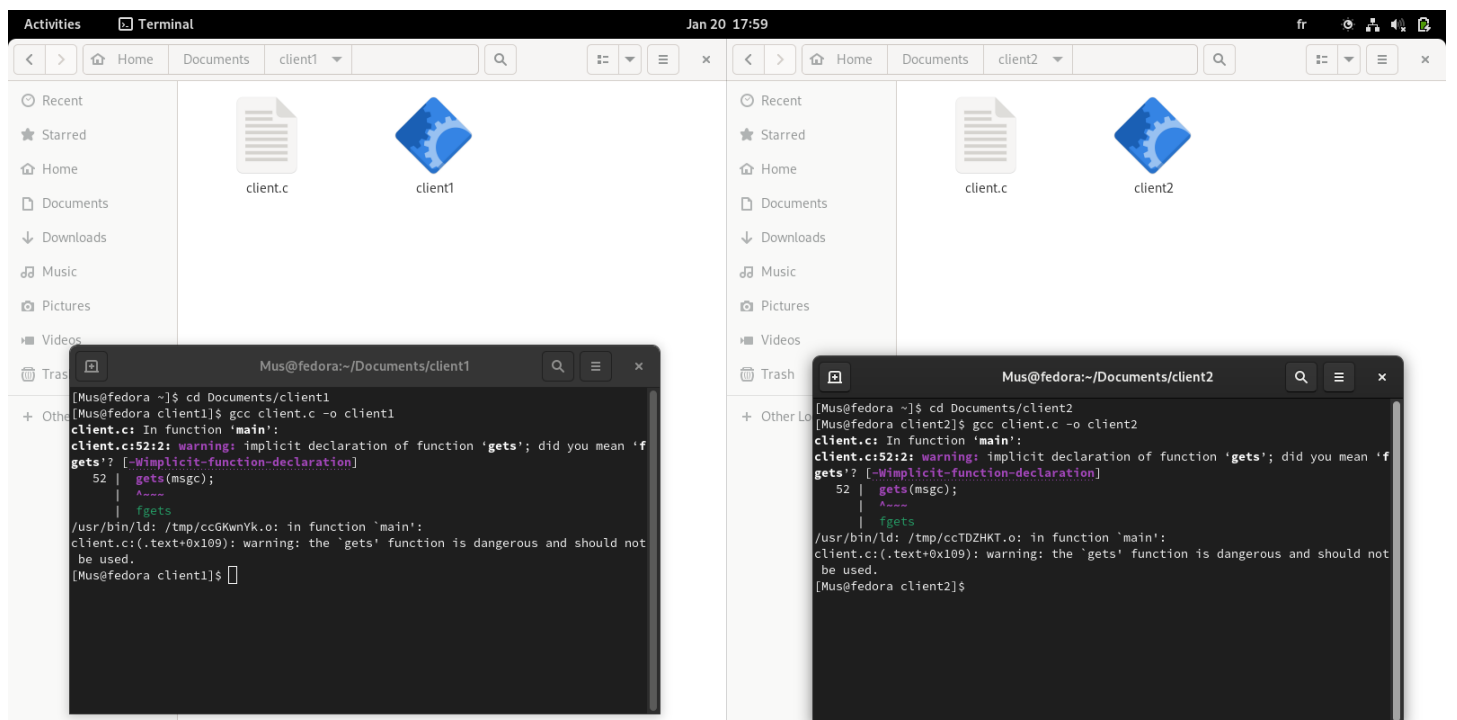 Activities Terminal Jan 20 17:59 fr
Home Documents client1
Recent
Starred
Home
Documents
Downloads
Music
Pictures
Videos
Tras
Othe
client.c client1
Mus@fedora:~/Documents/client1
[Mus@fedora ~]$ cd Documents/client1
[Mus@fedora client1]$ gcc client.c -o client1
client.c: In function ‘main’:
client.c:52:2: warning: implicit declaration of function ‘gets’; did you mean ‘f
gets’? [-Wimplicit-function-declaration]
52 | gets(msgc);
| ^~~~
| fgets
/usr/bin/ld: /tmp/ccGKwnYk.o: in function `main':
client.c:(.text+0x109): warning: the `gets' function is dangerous and should not
be used.
[Mus@fedora client1]$
Home Documents client2
Recent
Starred
Home
Documents
Downloads
Music
Pictures
Videos
Trash
Other Lo
client.c client2
Mus@fedora:~/Documents/client2
[Mus@fedora ~]$ cd Documents/client2
[Mus@fedora client2]$ gcc client.c -o client2
client.c: In function ‘main’:
client.c:52:2: warning: implicit declaration of function ‘gets’; did you mean ‘f
gets’? [-Wimplicit-function-declaration]
52 | gets(msgc);
| ^~~~
| fgets
/usr/bin/ld: /tmp/ccTDZHKT.o: in function `main':
client.c:(.text+0x109): warning: the `gets' function is dangerous and should not
be used.
[Mus@fedora client2]$